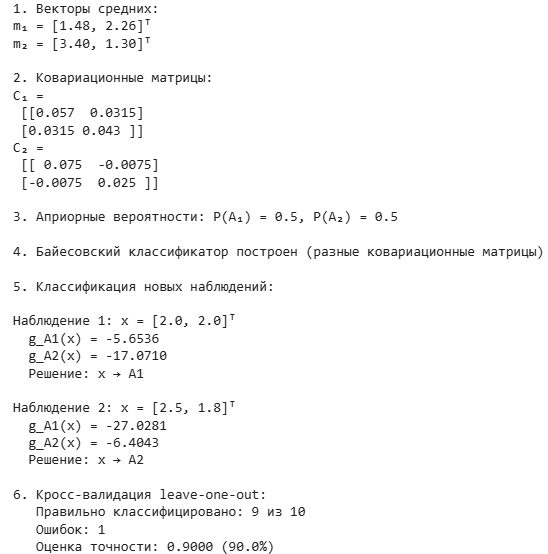 1. Векторы средних:
m₁ = [1.48, 2.26]ᵀ
m₂ = [3.40, 1.30]ᵀ
2. Ковариационные матрицы:
C₁ =
[[0.057 0.0315]
[0.0315 0.043 ]]
C₂ =
[[ 0.075 -0.0075]
[-0.0075 0.025 ]]
3. Априорные вероятности: P(A₁) = 0.5, P(A₂) = 0.5
4. Байесовский классификатор построен (разные ковариационные матрицы)
5. Классификация новых наблюдений:
Наблюдение 1: x = [2.0, 2.0]ᵀ
g_A1(x) = -5.6536
g_A2(x) = -17.0710
Решение: x → A1
Наблюдение 2: x = [2.5, 1.8]ᵀ
g_A1(x) = -27.0281
g_A2(x) = -6.4043
Решение: x → A2
6. Кросс-валидация leave-one-out:
Правильно классифицировано: 9 из 10
Ошибок: 1
Оценка точности: 0.9000 (90.0%)